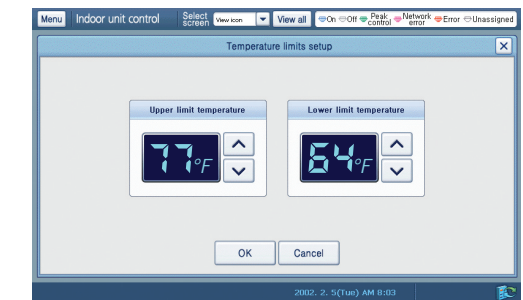 Menu Indoor unit control Select screen View icon View all On Off Peak control Network error Error Unassigned
Temperature limits setup
Upper limit temperature Lower limit temperature
77°F 64°F
OK Cancel
2002. 2. 5(Tue) AM 8:03